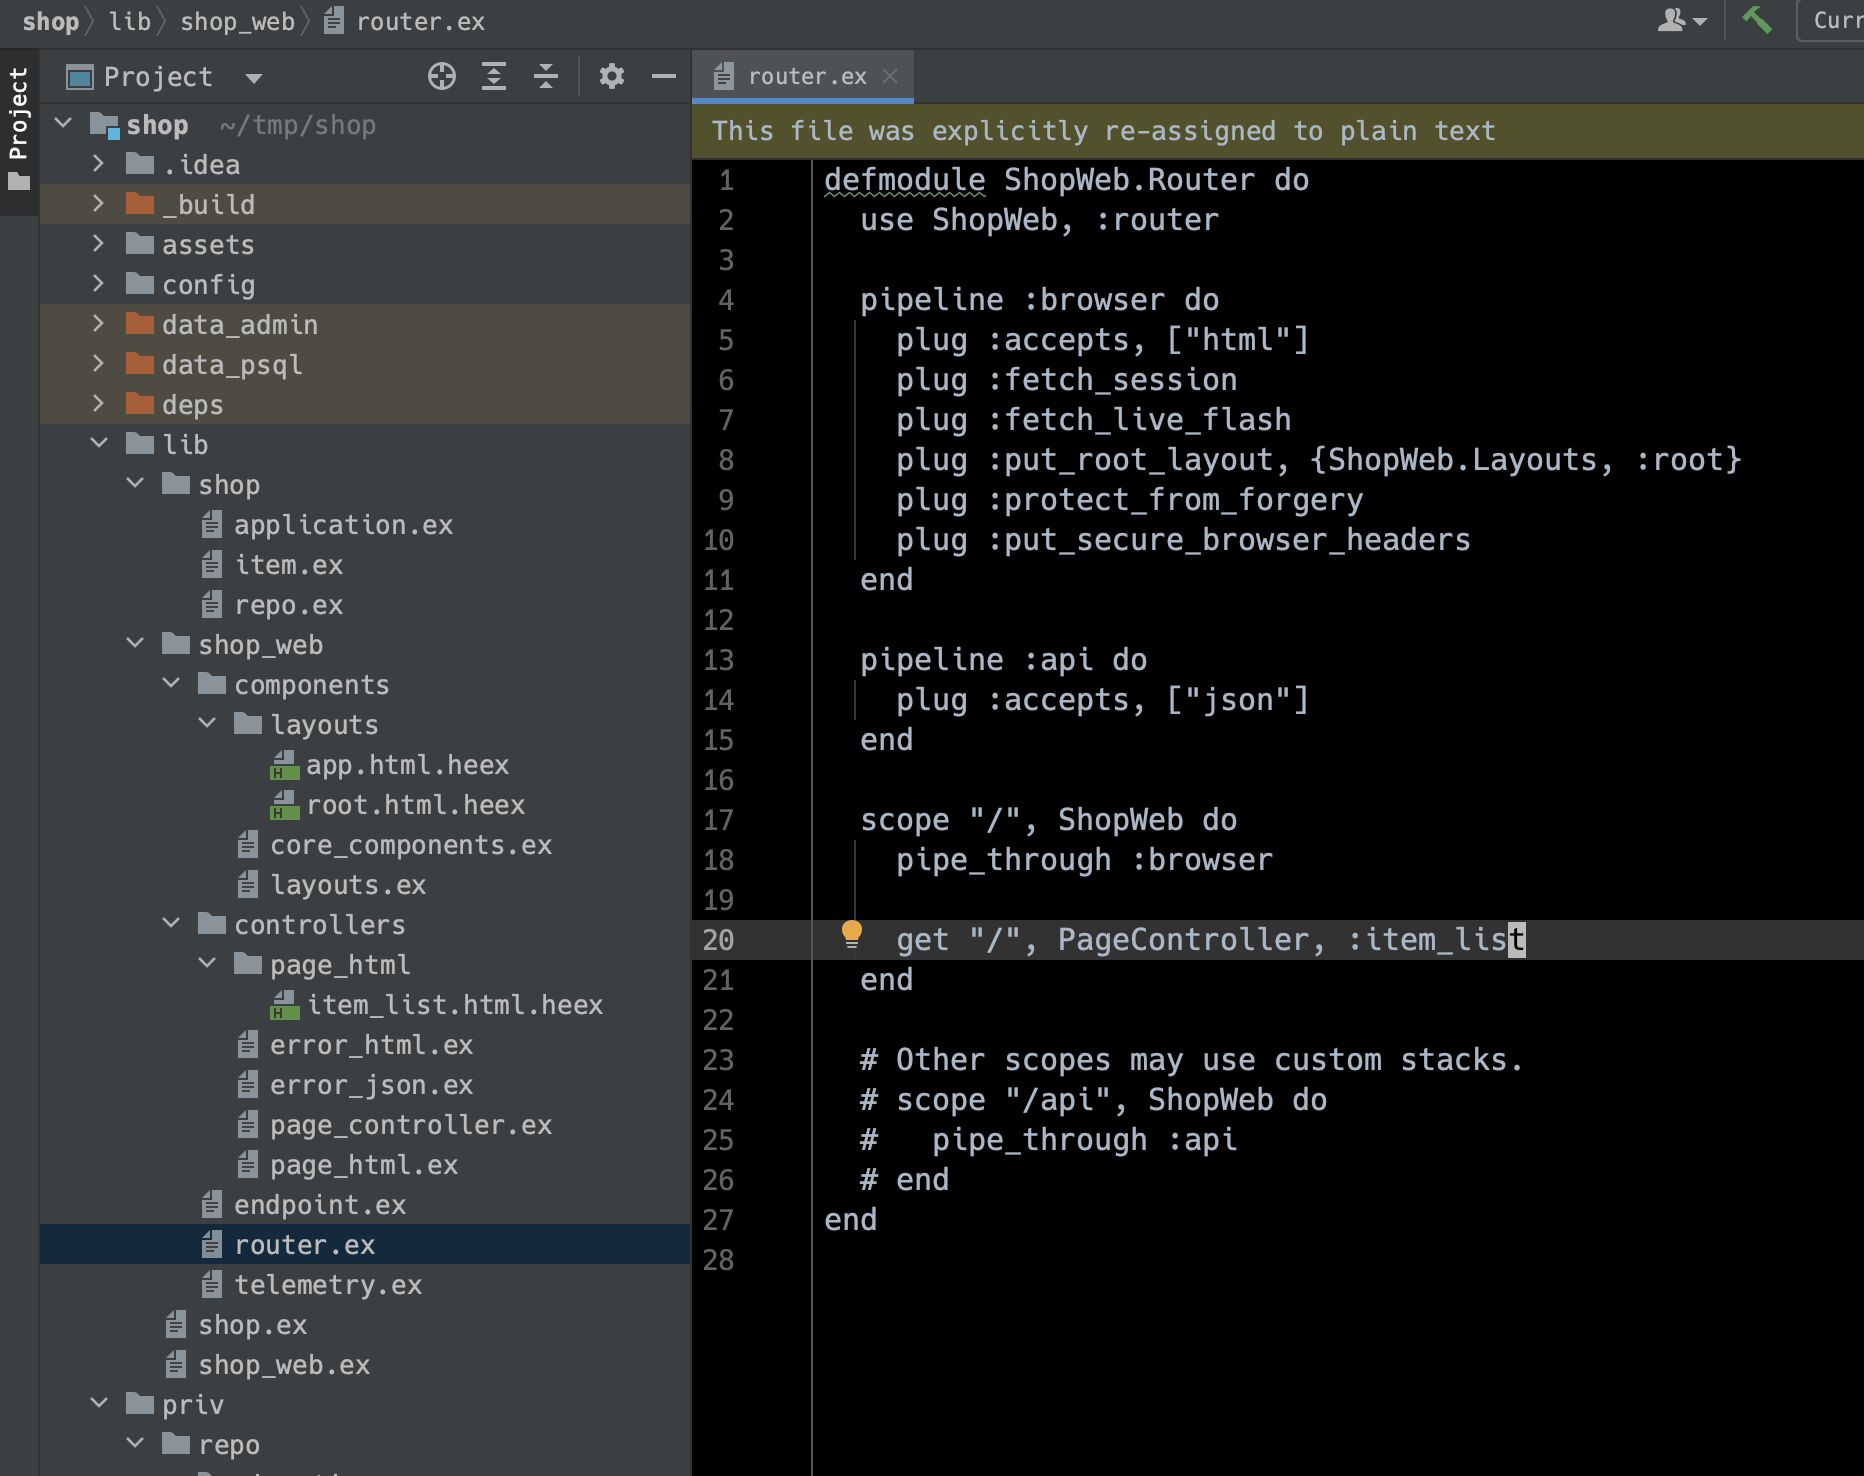 shop lib shop_web router.ex
Curr
Project
Project
router.ex
shop ~/tmp/shop
.idea
_build
assets
config
data_admin
data_psql
deps
lib
shop
application.ex
item.ex
repo.ex
shop_web
components
layouts
app.html.heex
root.html.heex
core_components.ex
layouts.ex
controllers
page_html
item_list.html.heex
error_html.ex
error_json.ex
page_controller.ex
page_html.ex
endpoint.ex
router.ex
telemetry.ex
shop.ex
shop_web.ex
priv
repo
This file was explicitly re-assigned to plain text
1 defmodule ShopWeb.Router do
2   use ShopWeb, :router
3
4   pipeline :browser do
5     plug :accepts, ["html"]
6     plug :fetch_session
7     plug :fetch_live_flash
8     plug :put_root_layout, {ShopWeb.Layouts, :root}
9     plug :protect_from_forgery
10     plug :put_secure_browser_headers
11   end
12
13   pipeline :api do
14     plug :accepts, ["json"]
15   end
16
17   scope "/", ShopWeb do
18     pipe_through :browser
19
20     get "/", PageController, :item_list
21   end
22
23   # Other scopes may use custom stacks.
24   # scope "/api", ShopWeb do
25   #   pipe_through :api
26   # end
27 end
28